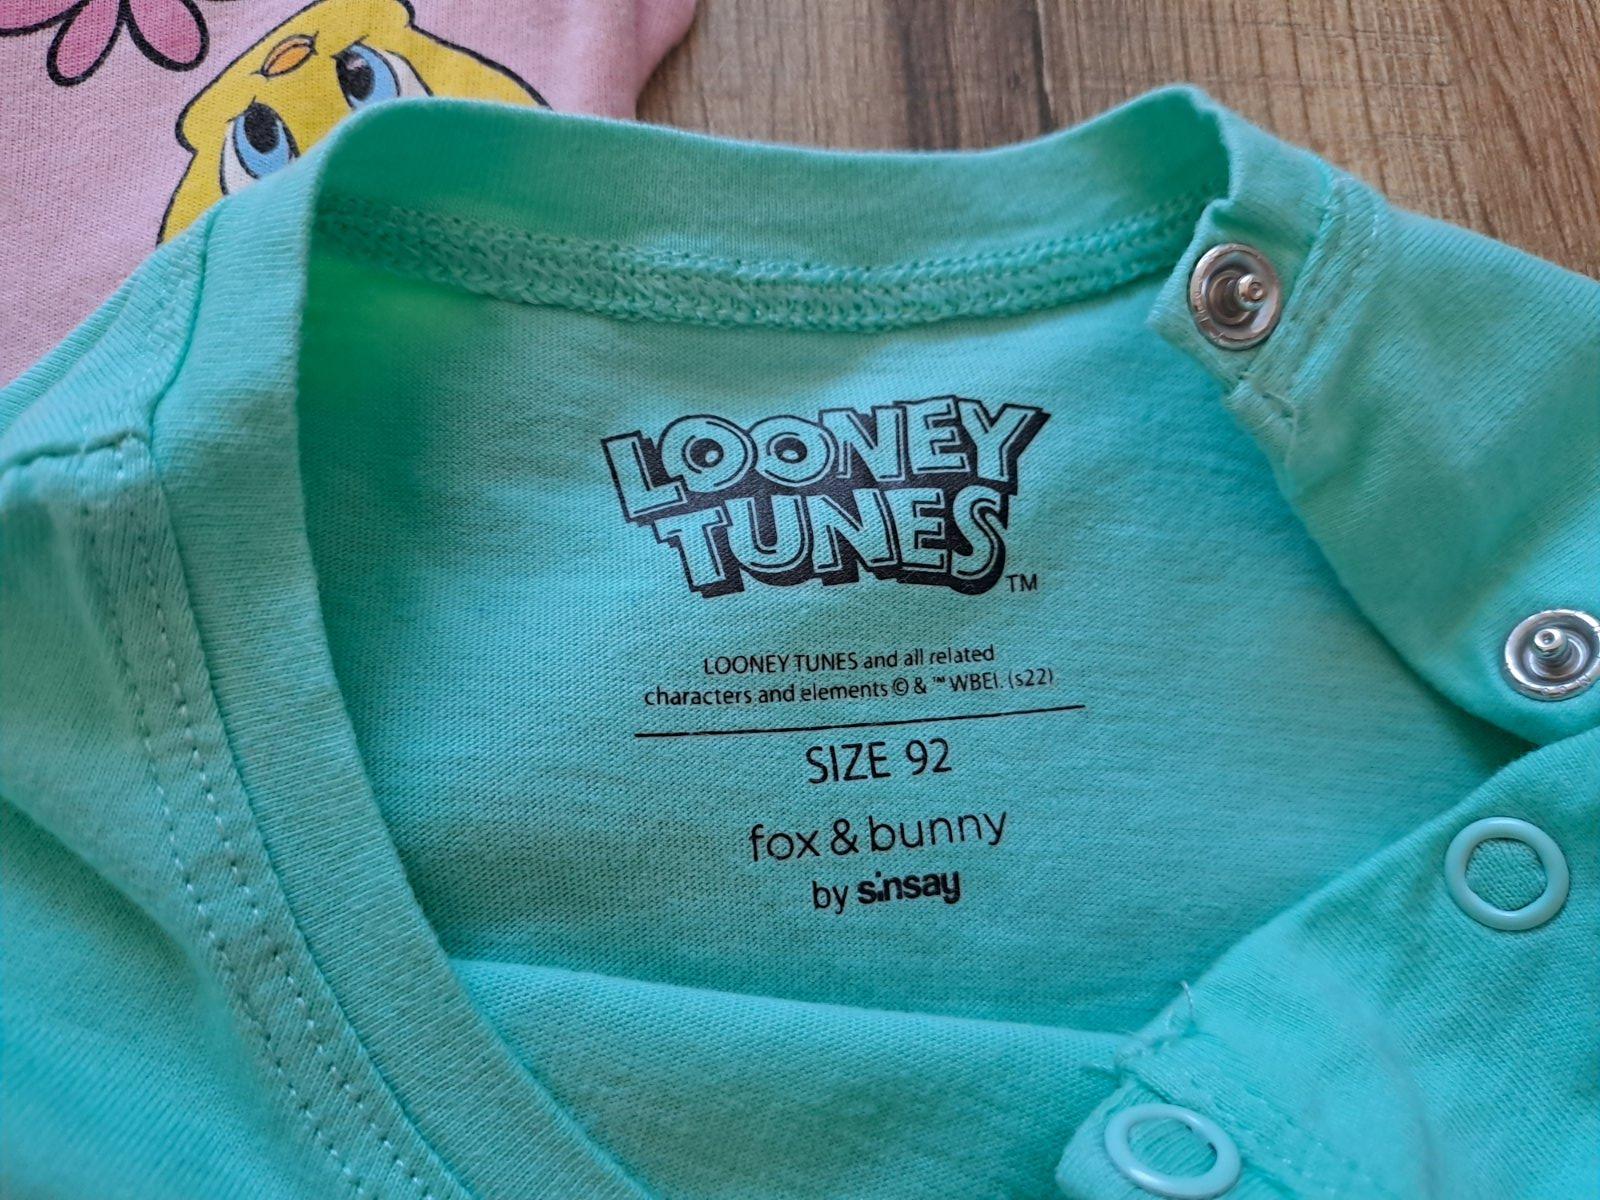 LOONEY
TUNES
TM
LOONEY TUNES and all related
characters and elements © & ™ WBEI. (s22)
SIZE 92
fox & bunny
by sinsay